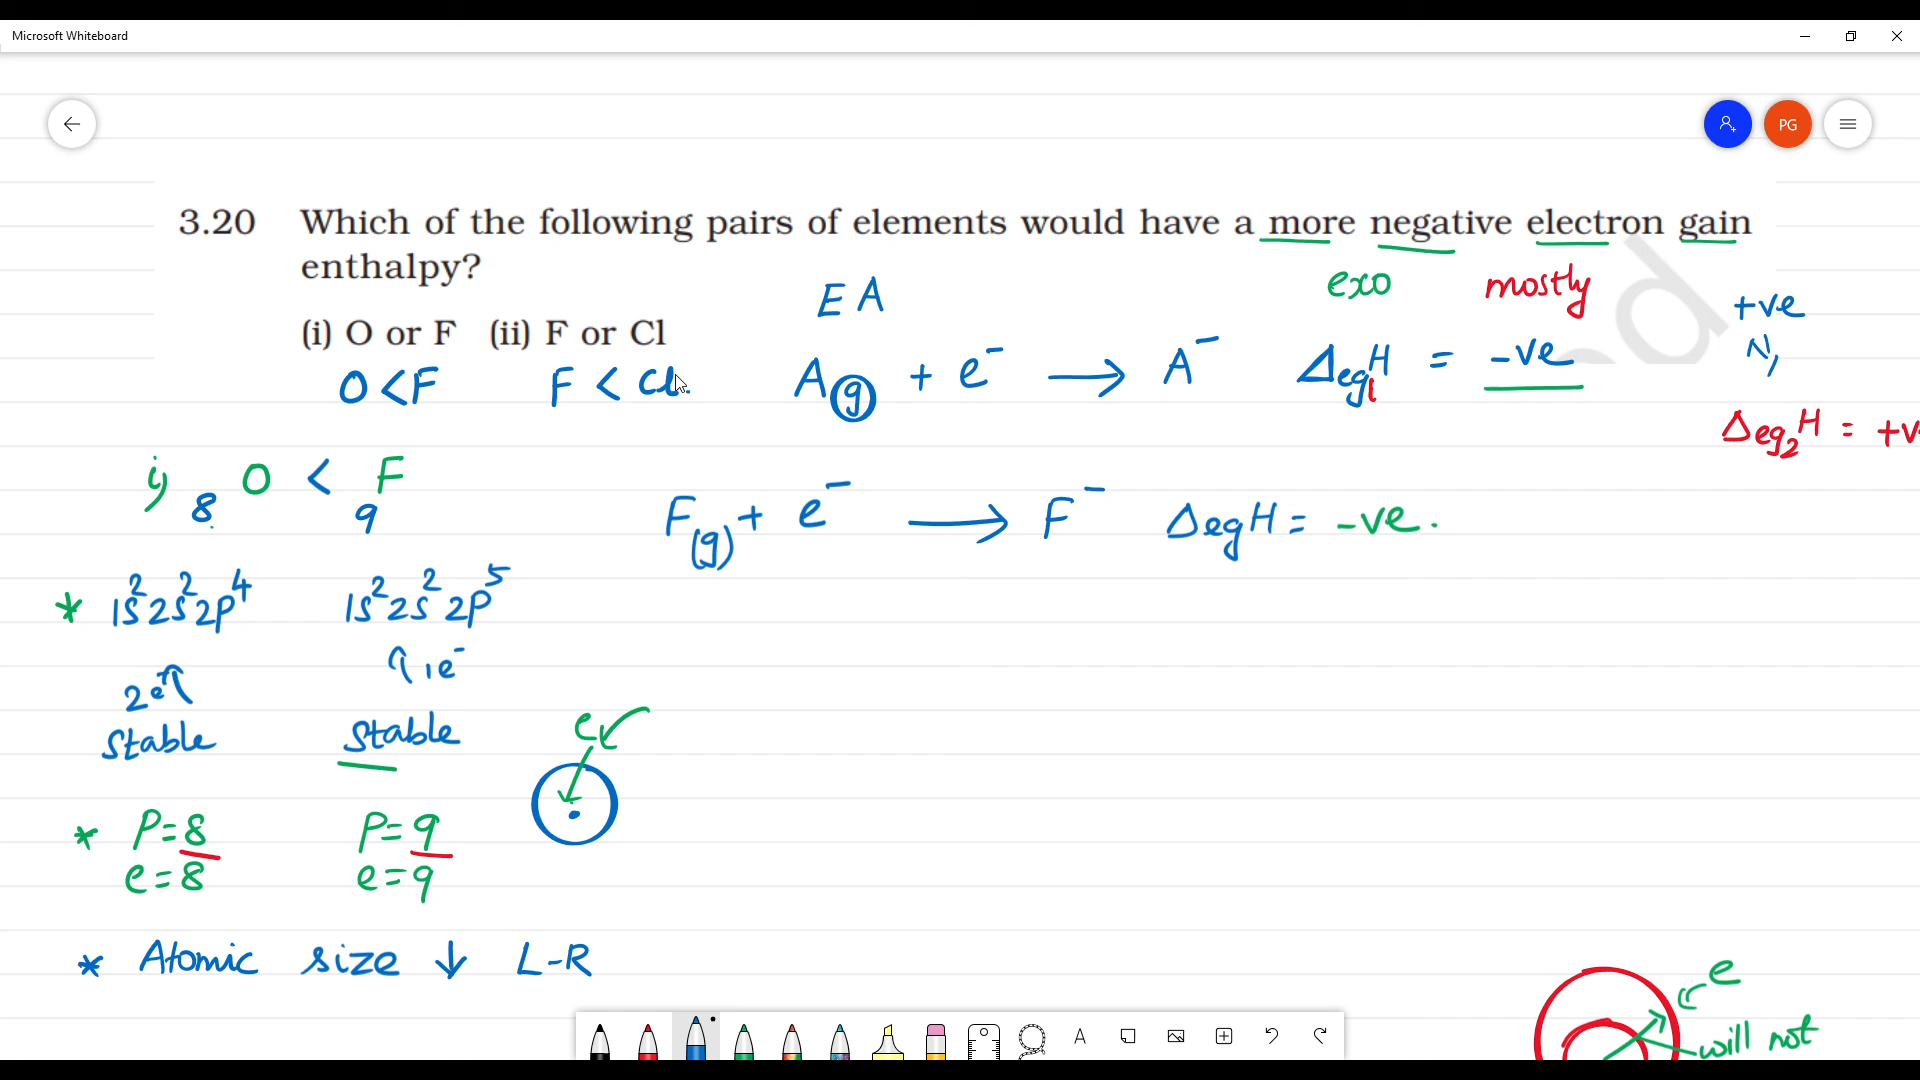 Microsoft Whiteboard
PG
3.20 Which of the following pairs of elements would have a more negative electron gain
enthalpy?
(i) O or F (ii) F or Cl
EA
exo
mostly
+ve
N,
O < F
F < Cl.
A(g) + e⁻ ⟶ A⁻
Δeg₁H = -ve
Δeg₂H = +v
i) ₈O < ₉F
F(g) + e⁻ ⟶ F⁻ ΔegH = -ve.
* 1s²2s²2p⁴ 1s²2s²2p⁵
2e⁻↑ ↑1e⁻
Stable Stable
e
* P=8 P=9
e=8 e=9
* Atomic size ↓ L-R
e
will not
A